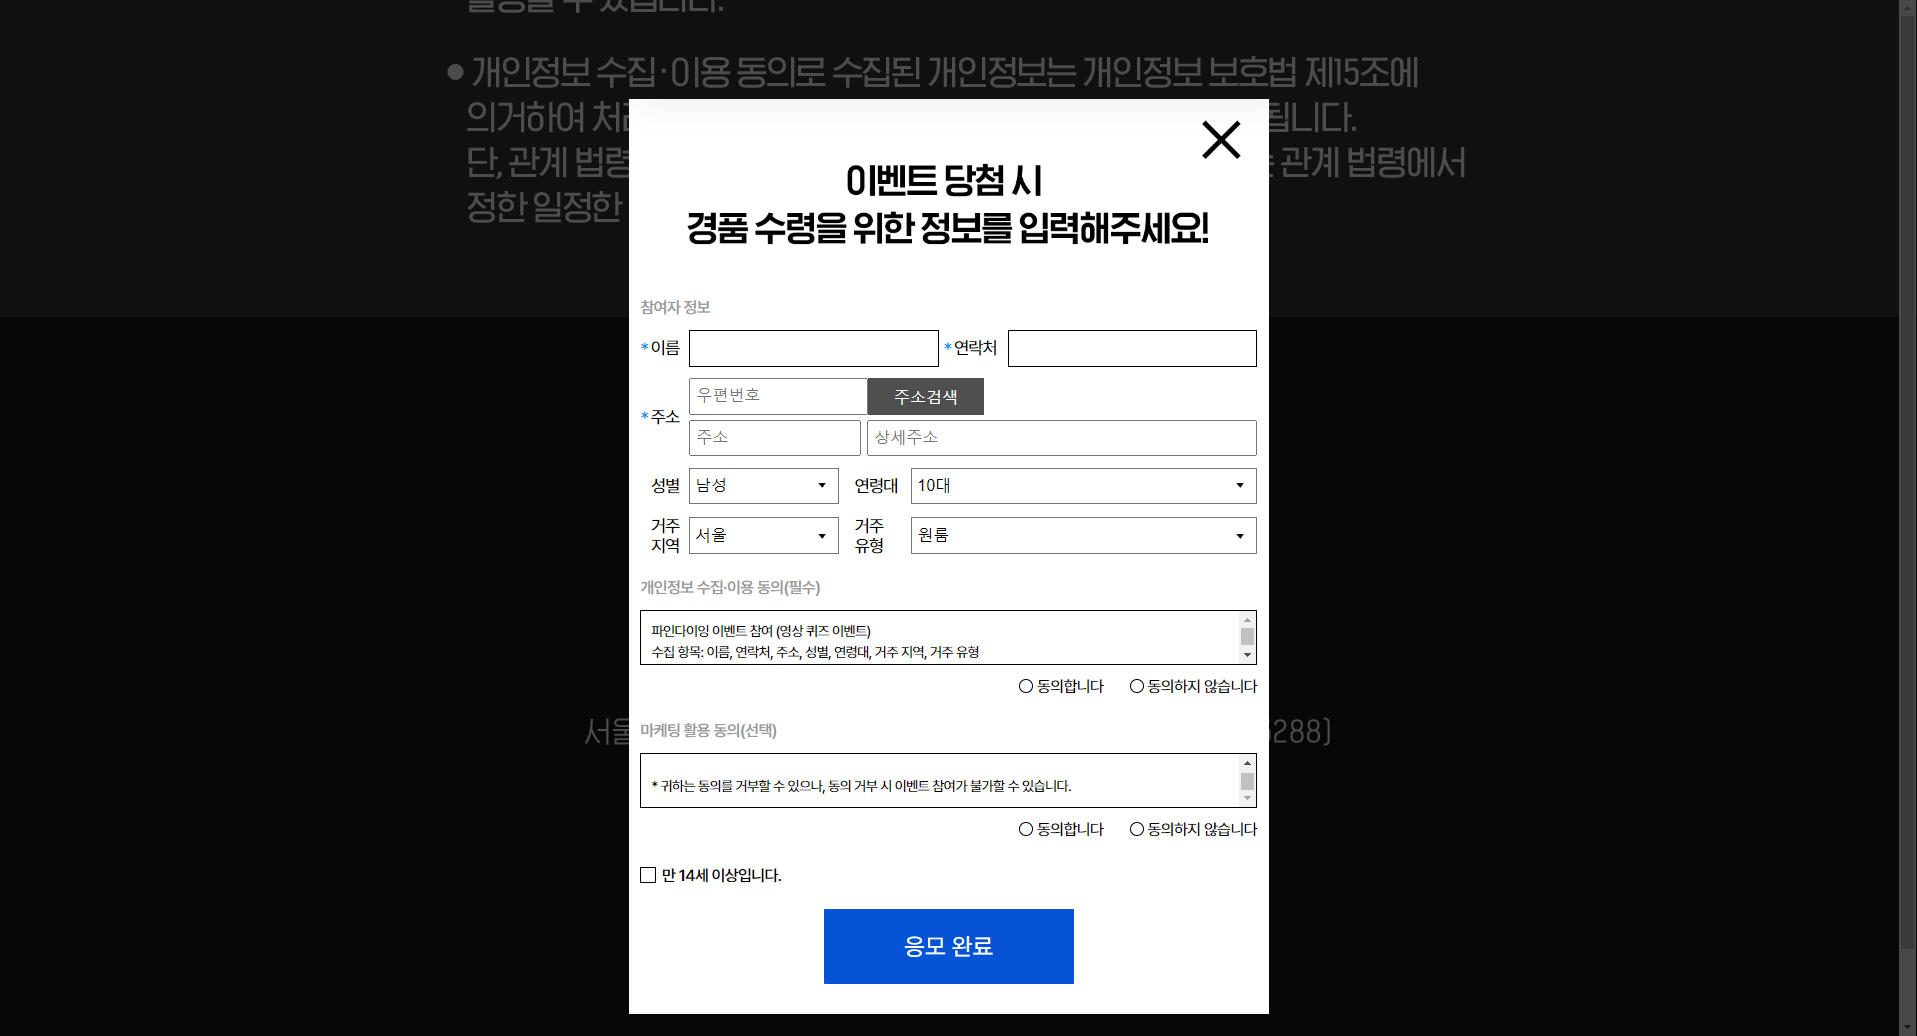 ● 개인정보 수집·이용 동의로 수집된 개인정보는 개인정보 보호법 제15조에
의거하여 처 됩니다.
단, 관계 법령 관계 법령에서
정한 일정한
이벤트 당첨 시
경품 수령을 위한 정보를 입력해주세요!
참여자 정보
*이름 *연락처
우편번호 주소검색
*주소
주소 상세주소
성별 남성 연령대 10대
거주 지역 서울 거주 유형 원룸
개인정보 수집·이용 동의(필수)
파인다이잉 이벤트 참여 (영상 퀴즈 이벤트)
수집 항목: 이름, 연락처, 주소, 성별, 연령대, 거주 지역, 거주 유형
동의합니다 동의하지 않습니다
마케팅 활용 동의(선택)
서울 288)
* 귀하는 동의를 거부할 수 있으나, 동의 거부 시 이벤트 참여가 불가할 수 있습니다.
동의합니다 동의하지 않습니다
만 14세 이상입니다.
응모 완료